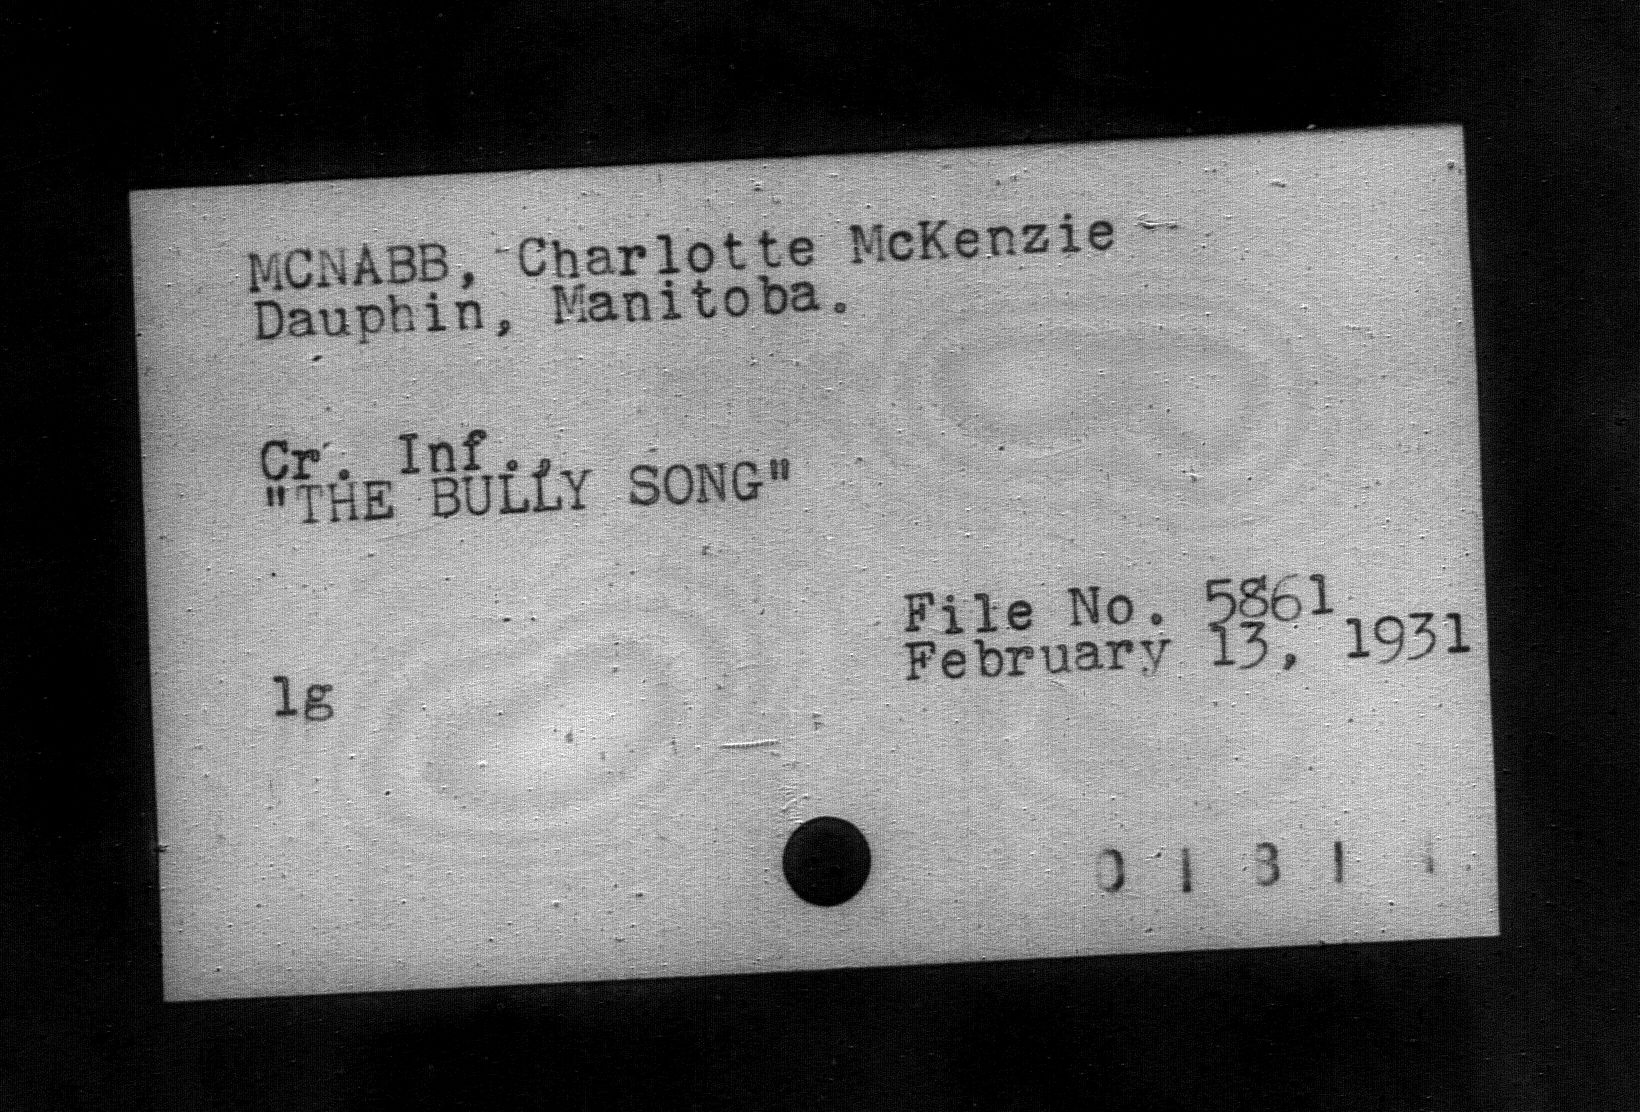 MCNABB, Charlotte McKenzie
Dauphin, Manitoba.
Cr. Inf.,
"THE BULLY SONG"
File No. 5861
February 13, 1931
lg
0 1 3 1 1